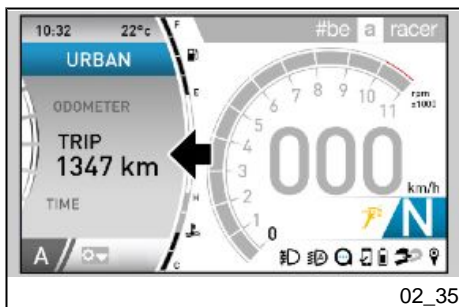 10:32 22°c
#be a racer
URBAN
ODOMETER
TRIP
1347 km
TIME
A
F
E
H
C
0
1
2
3
4
5
6
7
8
9
10
11
rpm
x1000
000
km/h
N
02_35